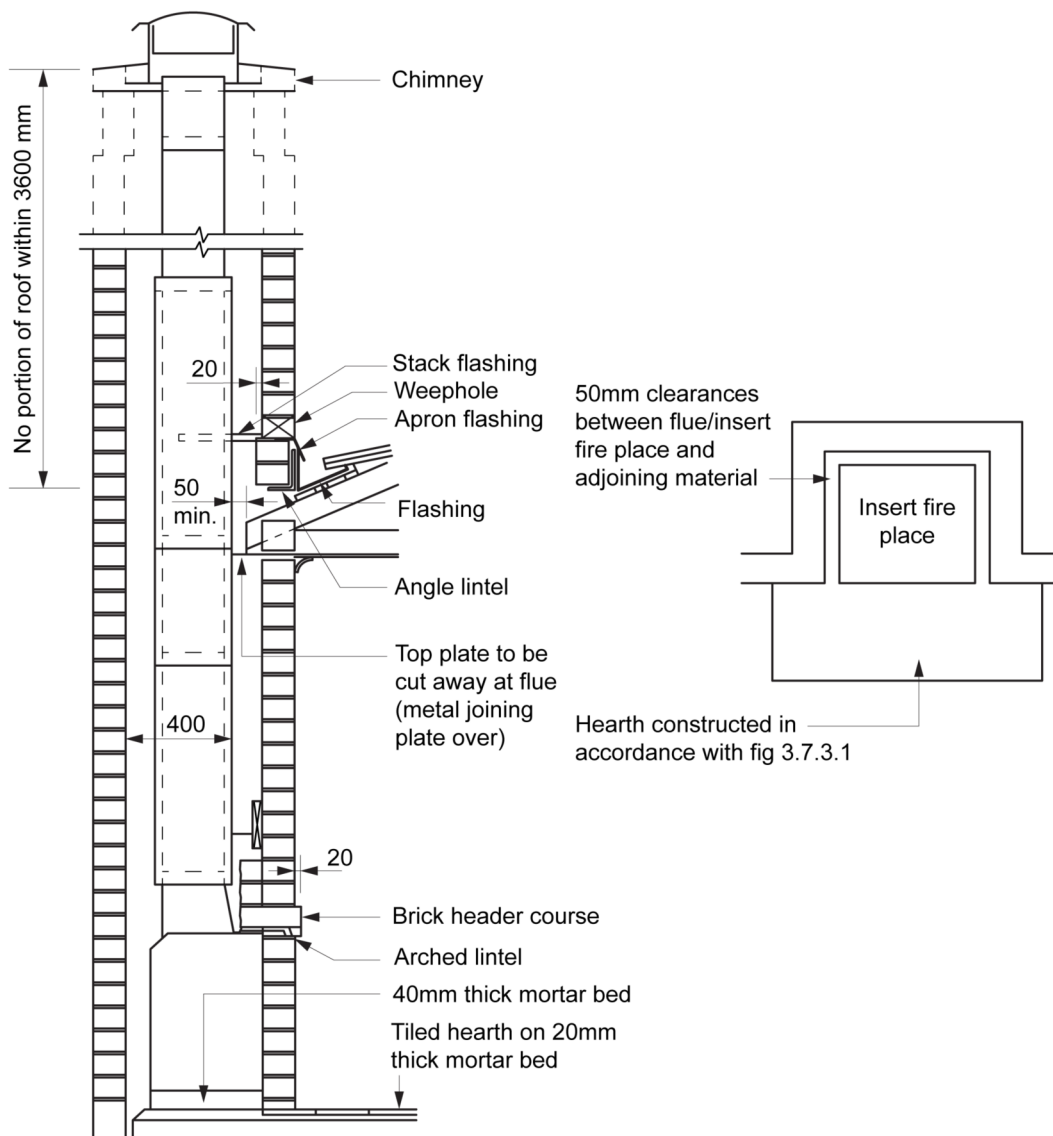 Chimney
No portion of roof within 3600 mm
20
Stack flashing
Weephole
Apron flashing
50
min.
Flashing
Angle lintel
Top plate to be
cut away at flue
(metal joining
plate over)
400
20
Brick header course
Arched lintel
40mm thick mortar bed
Tiled hearth on 20mm
thick mortar bed
50mm clearances
between flue/insert
fire place and
adjoining material
Insert fire
place
Hearth constructed in
accordance with fig 3.7.3.1